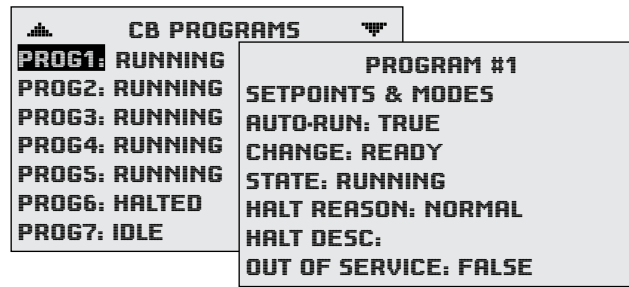 CB PROGRAMS
PROG1: RUNNING
PROG2: RUNNING
PROG3: RUNNING
PROG4: RUNNING
PROG5: RUNNING
PROG6: HALTED
PROG7: IDLE
PROGRAM #1
SETPOINTS & MODES
AUTO-RUN: TRUE
CHANGE: READY
STATE: RUNNING
HALT REASON: NORMAL
HALT DESC:
OUT OF SERVICE: FALSE